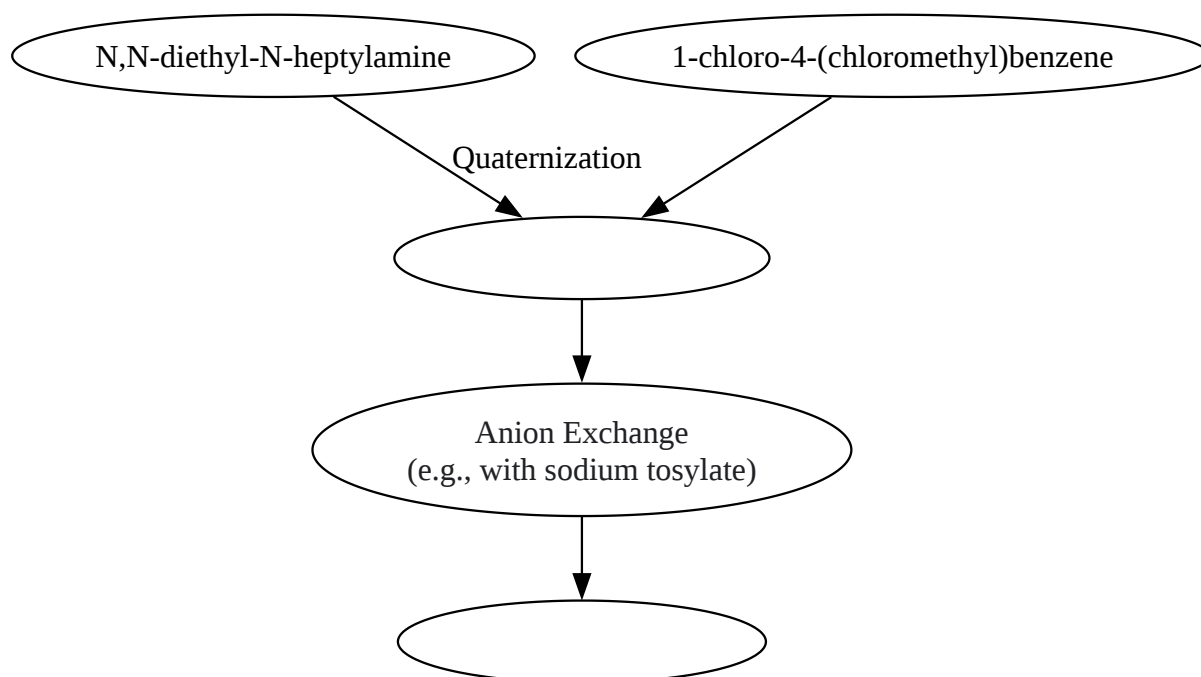 N,N-diethyl-N-heptylamine
1-chloro-4-(chloromethyl)benzene
Quaternization
Anion Exchange
(e.g., with sodium tosylate)